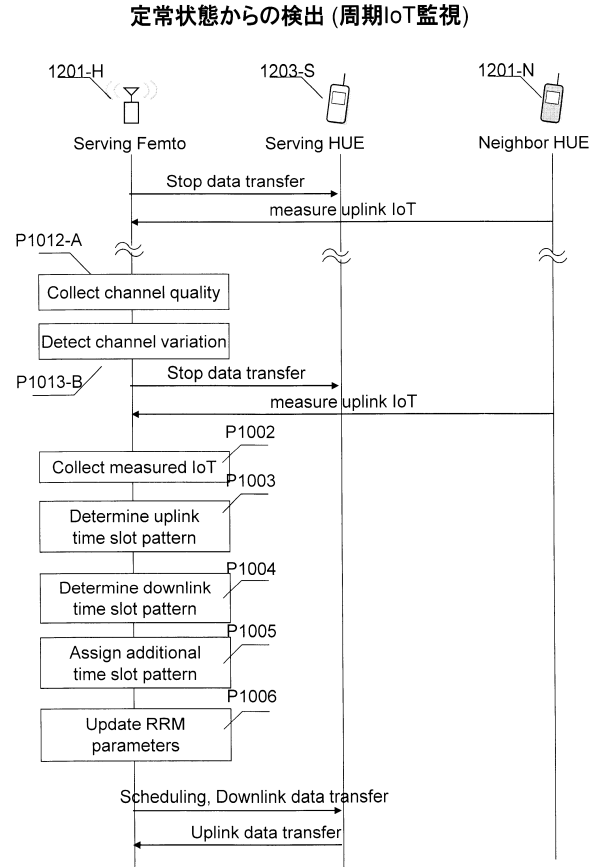 定常状態からの検出 (周期IoT監視)
1201-H
1203-S
1201-N
Serving Femto
Serving HUE
Neighbor HUE
Stop data transfer
measure uplink IoT
P1012-A
Collect channel quality
Detect channel variation
P1013-B
Stop data transfer
measure uplink IoT
P1002
Collect measured IoT
P1003
Determine uplink
time slot pattern
P1004
Determine downlink
time slot pattern
P1005
Assign additional
time slot pattern
P1006
Update RRM
parameters
Scheduling, Downlink data transfer
Uplink data transfer